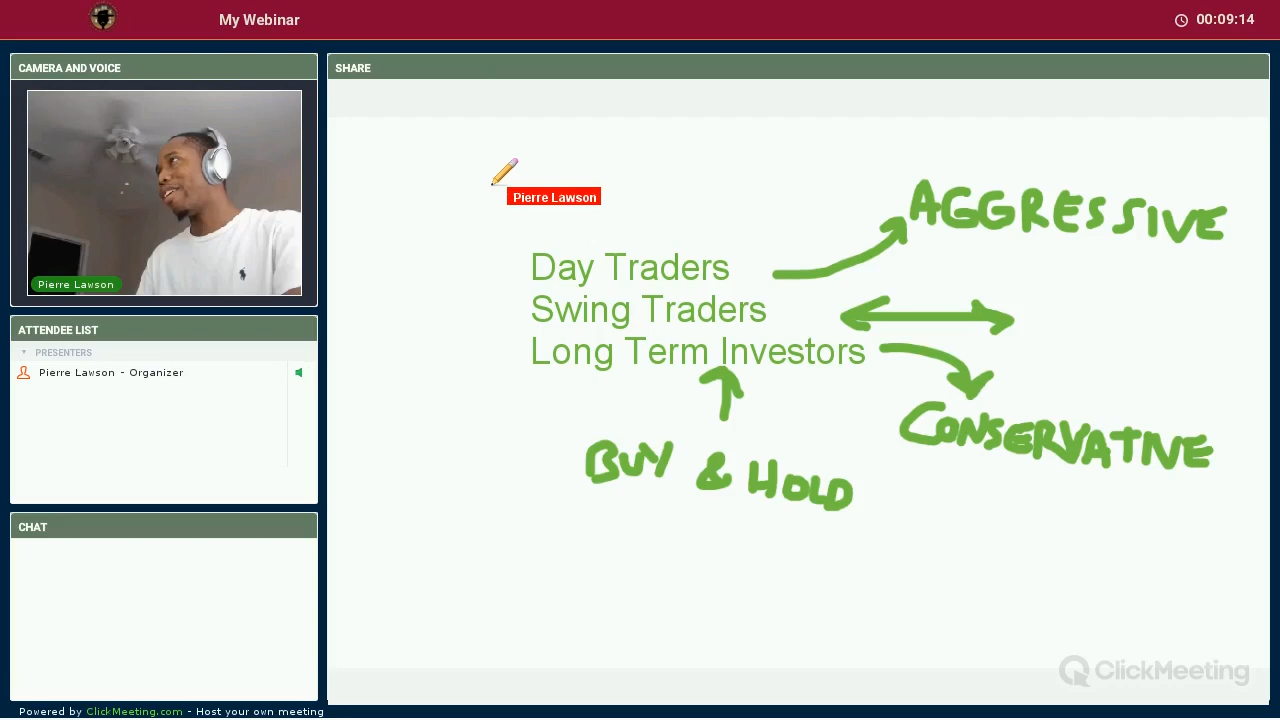 My Webinar
00:09:14
CAMERA AND VOICE
Pierre Lawson
ATTENDEE LIST
PRESENTERS
Pierre Lawson - Organizer
CHAT
SHARE
Pierre Lawson
AGGRESSIVE
Day Traders
Swing Traders
Long Term Investors
CONSERVATIVE
BUY & HOLD
ClickMeeting
Powered by ClickMeeting.com - Host your own meeting